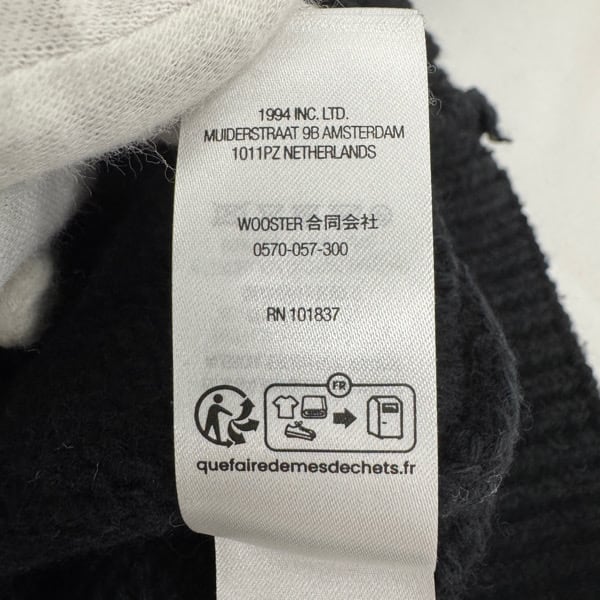 1994 INC. LTD.
MUIDERSTRAAT 9B AMSTERDAM
1011PZ NETHERLANDS
WOOSTER 合同会社
0570-057-300
RN 101837
FR
quefairedemesdechets.fr